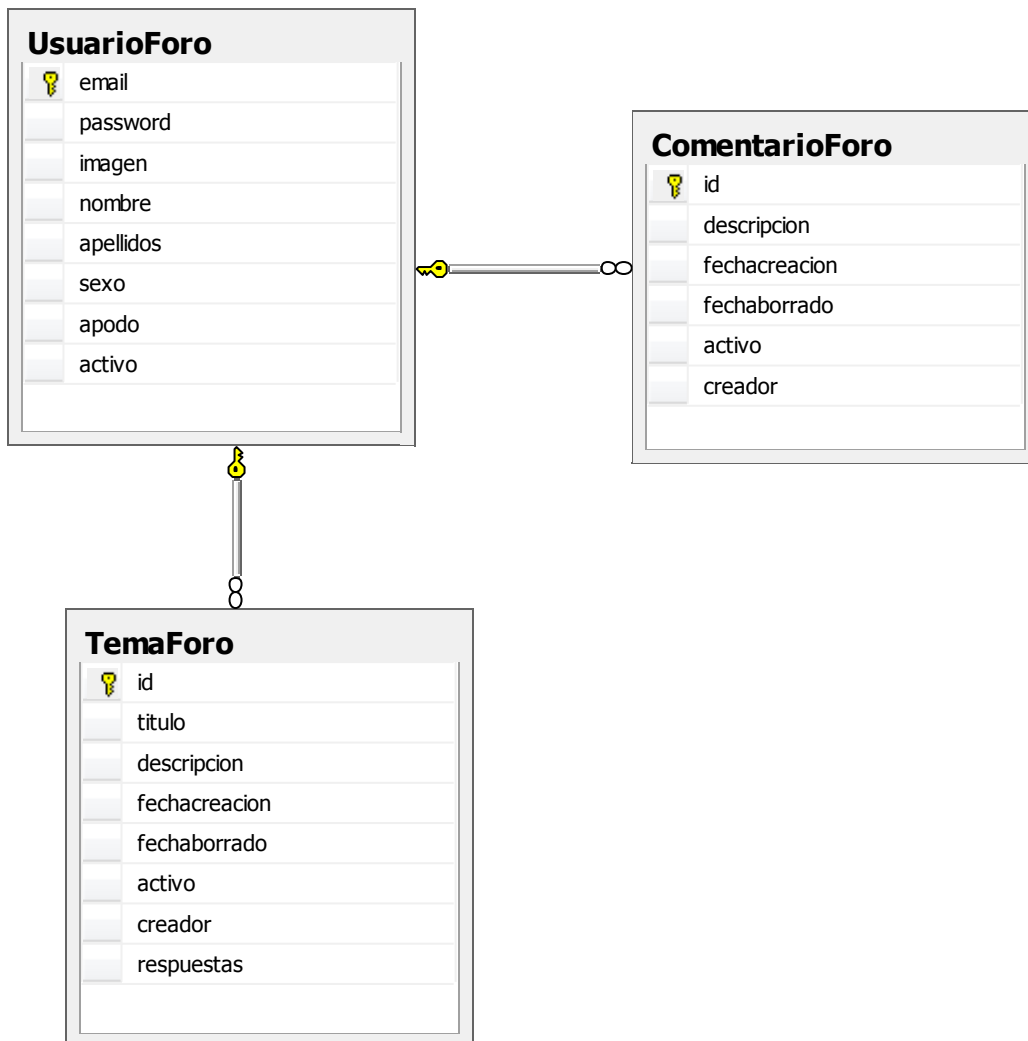 UsuarioForo
email
password
imagen
nombre
apellidos
sexo
apodo
activo
ComentarioForo
id
descripcion
fechacreacion
fechaborrado
activo
creador
TemaForo
id
titulo
descripcion
fechacreacion
fechaborrado
activo
creador
respuestas